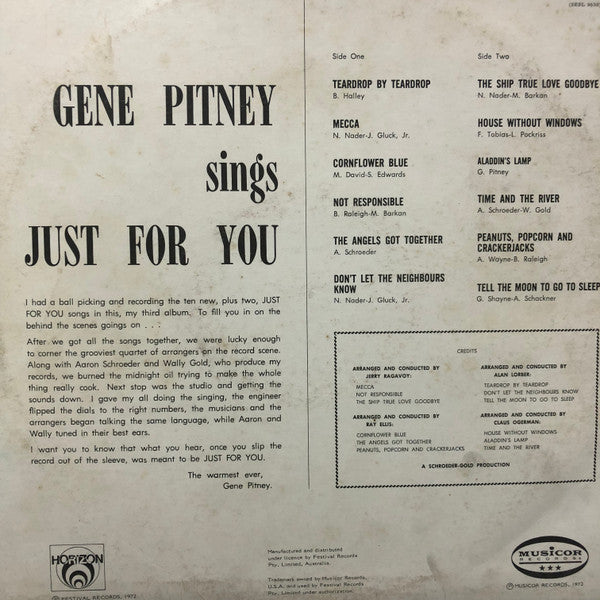 GENE PITNEY
sings
JUST FOR YOU
I had a ball picking and recording the ten new, plus two, JUST
FOR YOU songs in this, my third album. To fill you in on the
behind the scenes goings on . . .
After we got all the songs together, we were lucky enough
to corner the grooviest quartet of arrangers on the record scene.
Along with Aaron Schroeder and Wally Gold, who produce my
records, we burned the midnight oil trying to make the whole
thing really cook. Next stop was the studio and getting the
sounds down. I gave my all doing the singing, the engineer
flipped the dials to the right numbers, the musicians and the
arrangers began talking the same language, while Aaron and
Wally tuned in their best ears.
I want you to know that what you hear, once you slip the
record out of the sleeve, was meant to be JUST FOR YOU.
The warmest ever,
Gene Pitney.
Side One
TEARDROP BY TEARDROP
B. Halley
MECCA
N. Nader-J. Gluck, Jr.
CORNFLOWER BLUE
M. David-S. Edwards
NOT RESPONSIBLE
B. Raleigh-M. Barkan
THE ANGELS GOT TOGETHER
A. Schroeder
DON'T LET THE NEIGHBOURS
KNOW
N. Nader-J. Gluck, Jr.
Side Two
THE SHIP TRUE LOVE GOODBYE
N. Nader-M. Barkan
HOUSE WITHOUT WINDOWS
F. Tobias-L. Pockriss
ALADDIN'S LAMP
G. Pitney
TIME AND THE RIVER
A. Schroeder-W. Gold
PEANUTS, POPCORN AND
CRACKERJACKS
A. Wayne-B. Raleigh
TELL THE MOON TO GO TO SLEEP
G. Shayne-A. Schackner
CREDITS
ARRANGED AND CONDUCTED BY
JERRY RAGAVOY:
MECCA
NOT RESPONSIBLE
THE SHIP TRUE LOVE GOODBYE
ARRANGED AND CONDUCTED BY
RAY ELLIS:
CORNFLOWER BLUE
THE ANGELS GOT TOGETHER
PEANUTS, POPCORN AND CRACKERJACKS
ARRANGED AND CONDUCTED BY
ALAN LORBER:
TEARDROP BY TEARDROP
DON'T LET THE NEIGHBOURS KNOW
TELL THE MOON TO GO TO SLEEP
ARRANGED AND CONDUCTED BY
CLAUS OGERMAN:
HOUSE WITHOUT WINDOWS
ALADDIN'S LAMP
TIME AND THE RIVER
A SCHROEDER-GOLD PRODUCTION
HORIZON
© FESTIVAL RECORDS, 1972
Manufactured and distributed
under licence by Festival Records
Pty. Limited, Australia.
Trademark owned by Musicor Records,
U.S.A. and used by Festival Records
Pty. Limited under authorization.
MUSICOR
RECORDS
© MUSICOR RECORDS, 1972